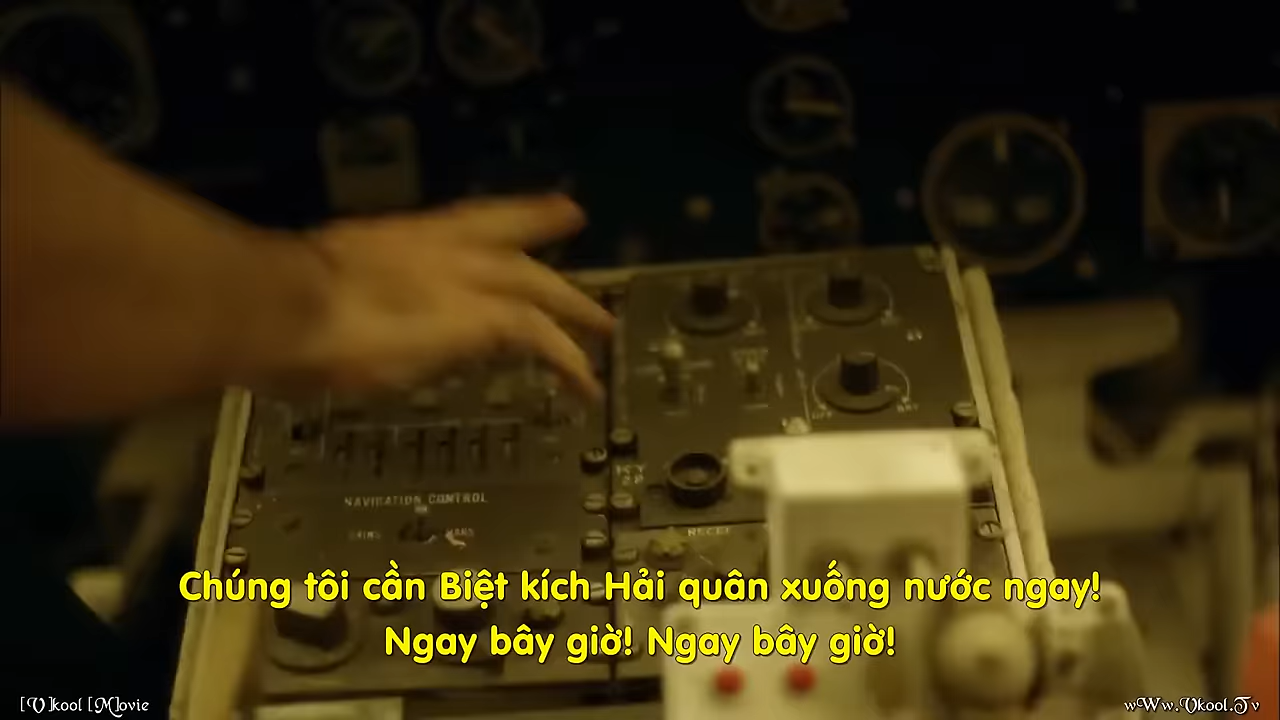 NAVIGATION CONTROL
Chúng tôi cần Biệt kích Hải quân xuống nước ngay!
Ngay bây giờ! Ngay bây giờ!
[V]kool [M]ovie
wWw.Vkool.Tv